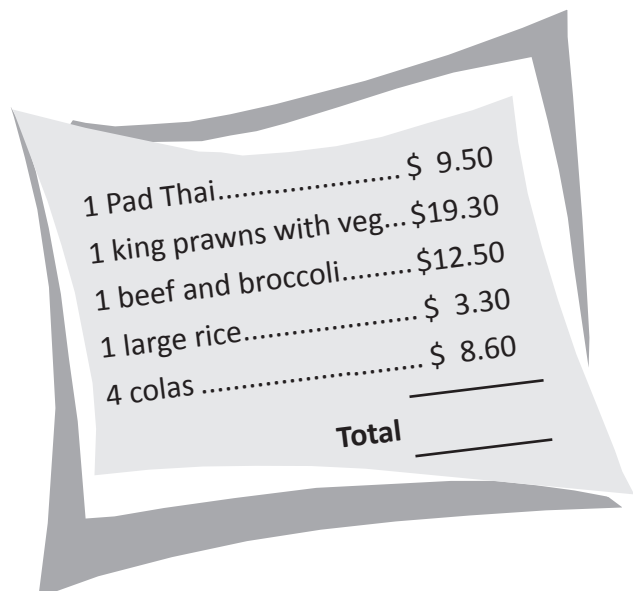 1 Pad Thai....................... $ 9.50
1 king prawns with veg...$19.30
1 beef and broccoli.........$12.50
1 large rice...................... $ 3.30
4 colas ............................ $ 8.60
Total